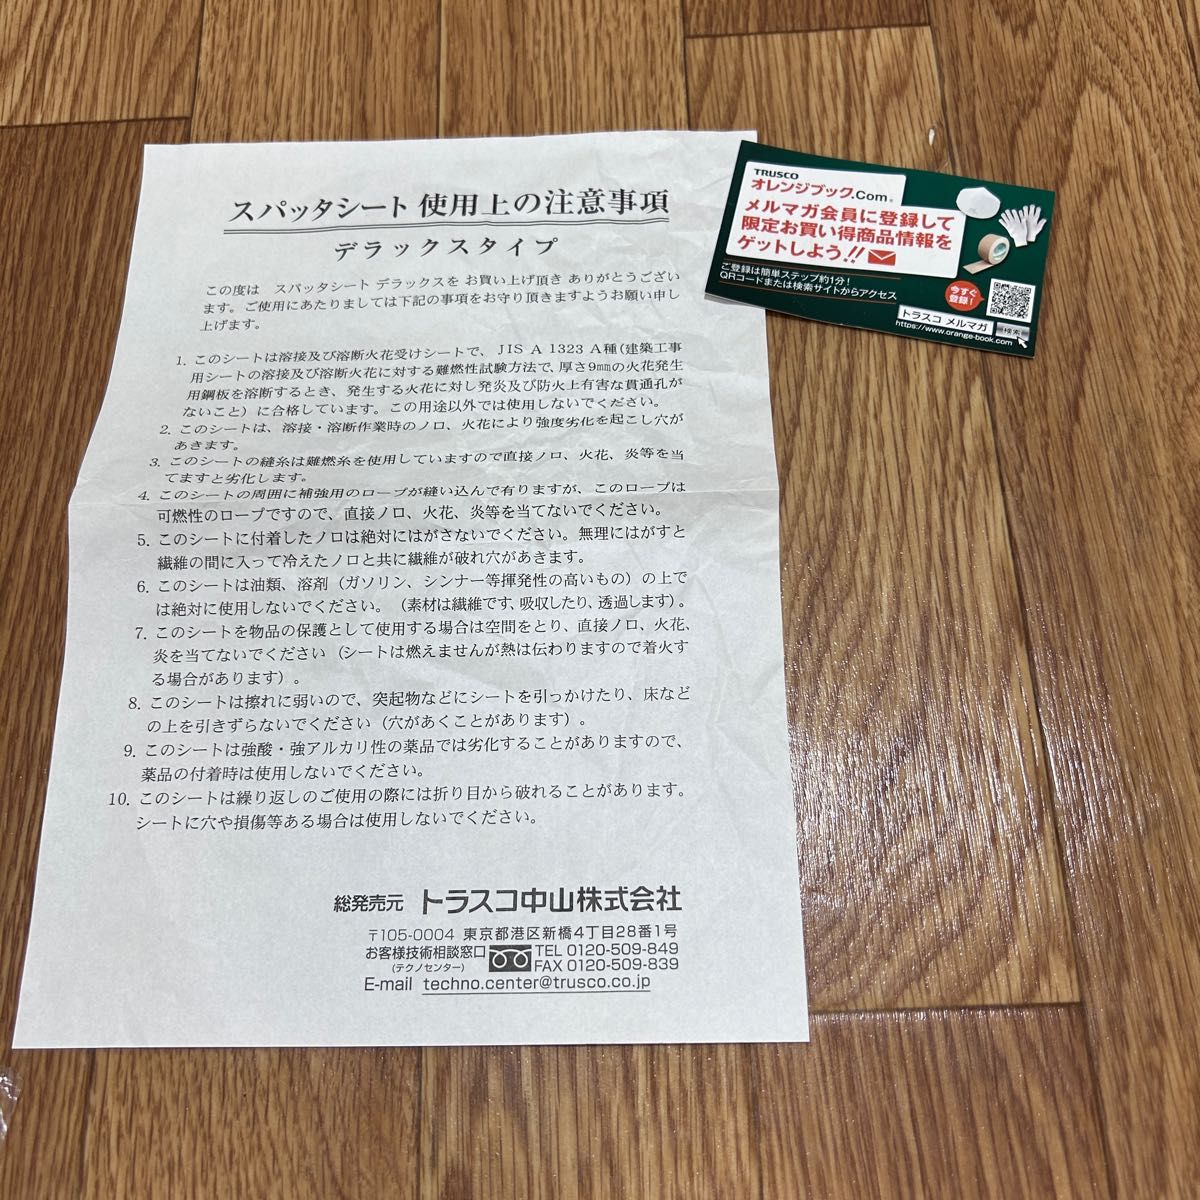 スパッタシート 使用上の注意事項
デラックスタイプ
この度は スパッタシート デラックスを お買い上げ頂き ありがとうござい
ます。ご使用にあたりましては下記の事項をお守り頂きますようお願い申し
上げます。
1. このシートは溶接及び溶断火花受けシートで、JIS A 1323 A種(建築工事
用シートの溶接及び溶断火花に対する難燃性試験方法で、厚さ9㎜の火花発生
用鋼板を溶断するとき、発生する火花に対し発炎及び防火上有害な貫通孔が
ないこと)に合格しています。この用途以外では使用しないでください。
2. このシートは、溶接・溶断作業時のノロ、火花により強度劣化を起こし穴が
あきます。
3. このシートの縫糸は難燃糸を使用していますので直接ノロ、火花、炎等を当
てますと劣化します。
4. このシートの周囲に補強用のロープが縫い込んで有りますが、このロープは
可燃性のロープですので、直接ノロ、火花、炎等を当てないでください。
5. このシートに付着したノロは絶対にはがさないでください。無理にはがすと
繊維の間に入って冷えたノロと共に繊維が破れ穴があきます。
6. このシートは油類、溶剤(ガソリン、シンナー等揮発性の高いもの)の上で
は絶対に使用しないでください。(素材は繊維です、吸収したり、透過します)。
7. このシートを物品の保護として使用する場合は空間をとり、直接ノロ、火花、
炎を当てないでください(シートは燃えませんが熱は伝わりますので着火す
る場合があります)。
8. このシートは擦れに弱いので、突起物などにシートを引っかけたり、床など
の上を引きずらないでください(穴があくことがあります)。
9. このシートは強酸・強アルカリ性の薬品では劣化することがありますので、
薬品の付着時は使用しないでください。
10. このシートは繰り返しのご使用の際には折り目から破れることがあります。
シートに穴や損傷等ある場合は使用しないでください。
総発売元 トラスコ中山株式会社
〒105-0004 東京都港区新橋4丁目28番1号
お客様技術相談窓口 TEL 0120-509-849
(テクノセンター) FAX 0120-509-839
E-mail techno.center@trusco.co.jp
TRUSCO
オレンジブック.Com
メルマガ会員に登録して
限定お買い得商品情報を
ゲットしよう!!
ご登録は簡単ステップ約1分!
QRコードまたは検索サイトからアクセス
今すぐ
登録!
トラスコ メルマガ 検索
https://www.orange-book.com